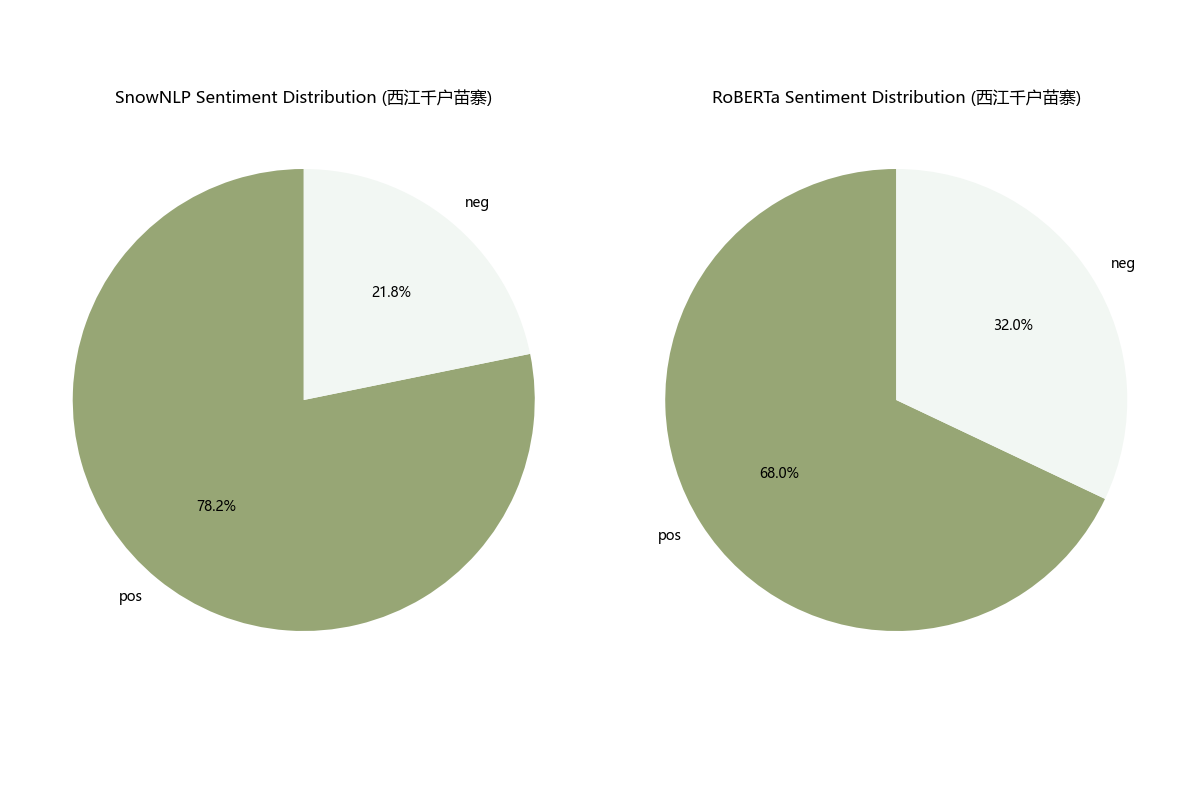 SnowNLP Sentiment Distribution (西江千户苗寨)
neg
21.8%
78.2%
pos
RoBERTa Sentiment Distribution (西江千户苗寨)
neg
32.0%
68.0%
pos